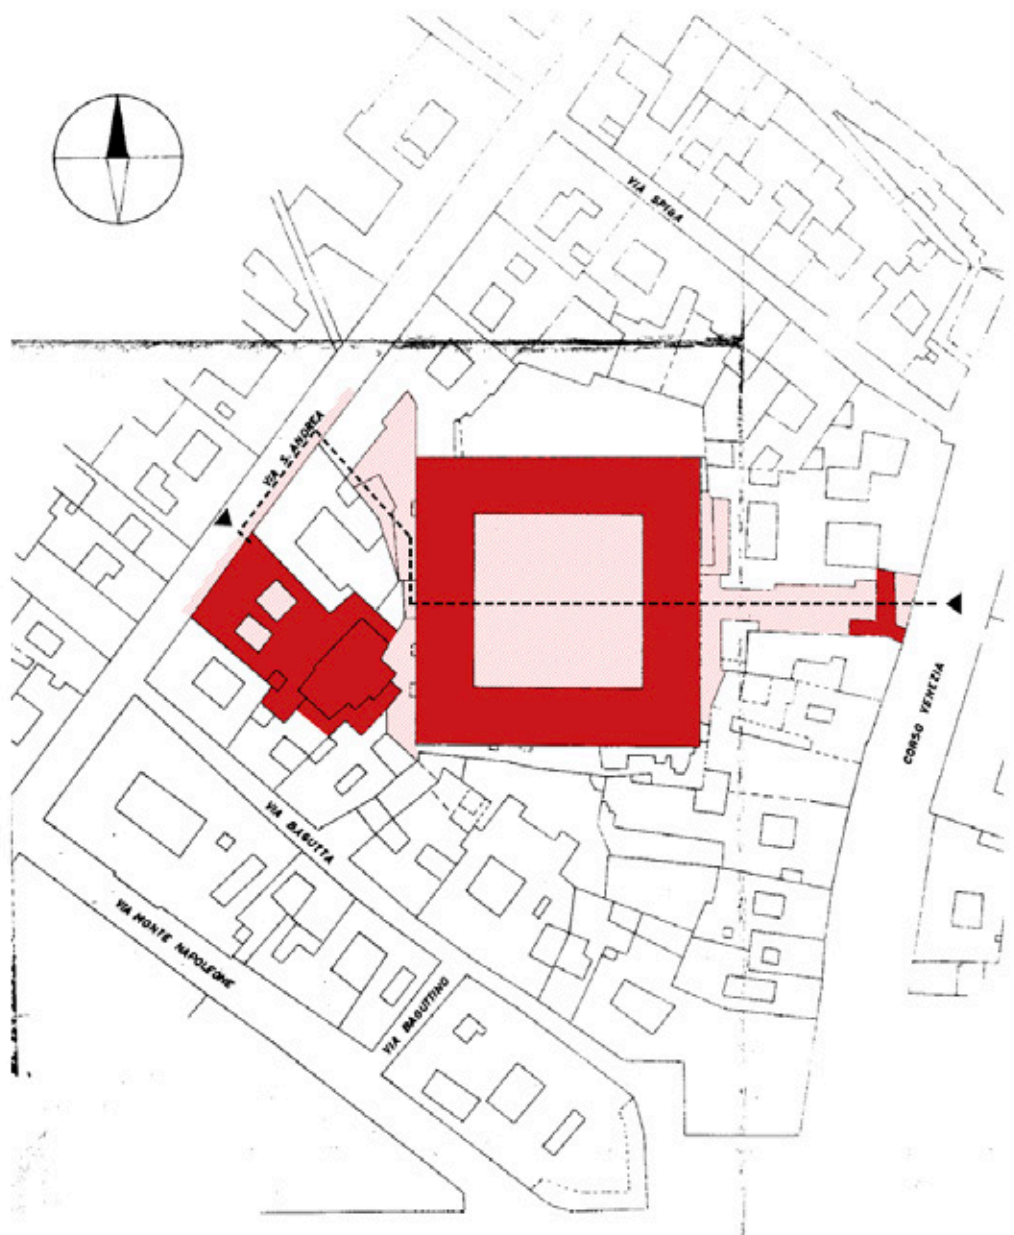 VIA SPIGA
VIA S. ANDREA
CORSO VENEZIA
VIA BAGUTTA
VIA MONTE NAPOLEONE
VIA BAGUTTINO